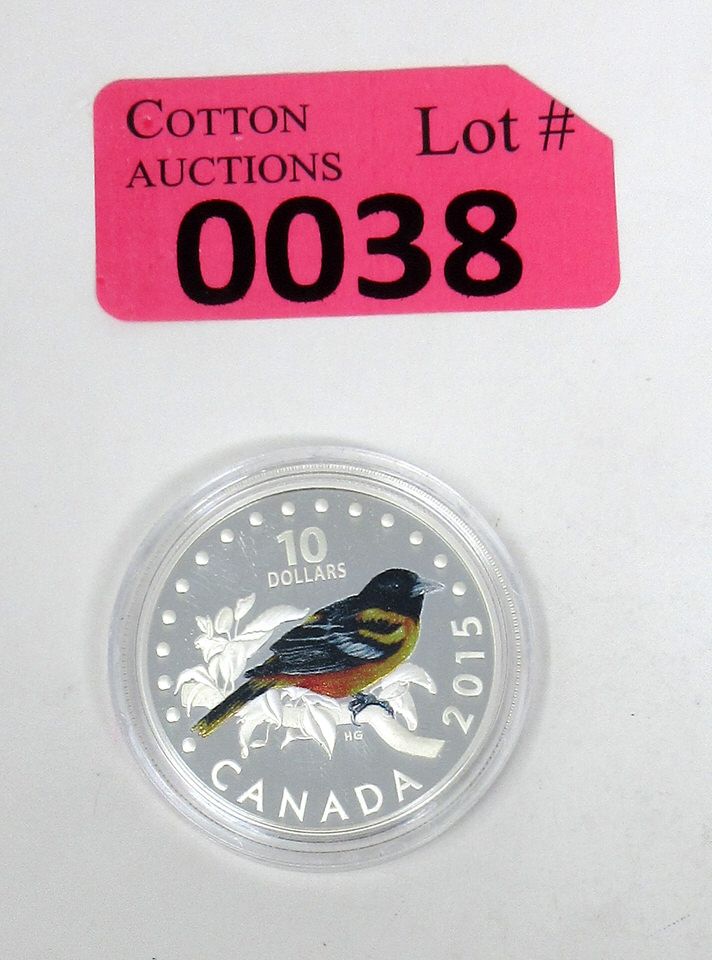 COTTON
AUCTIONS
Lot #
0038
10
DOLLARS
2015
HG
CANADA